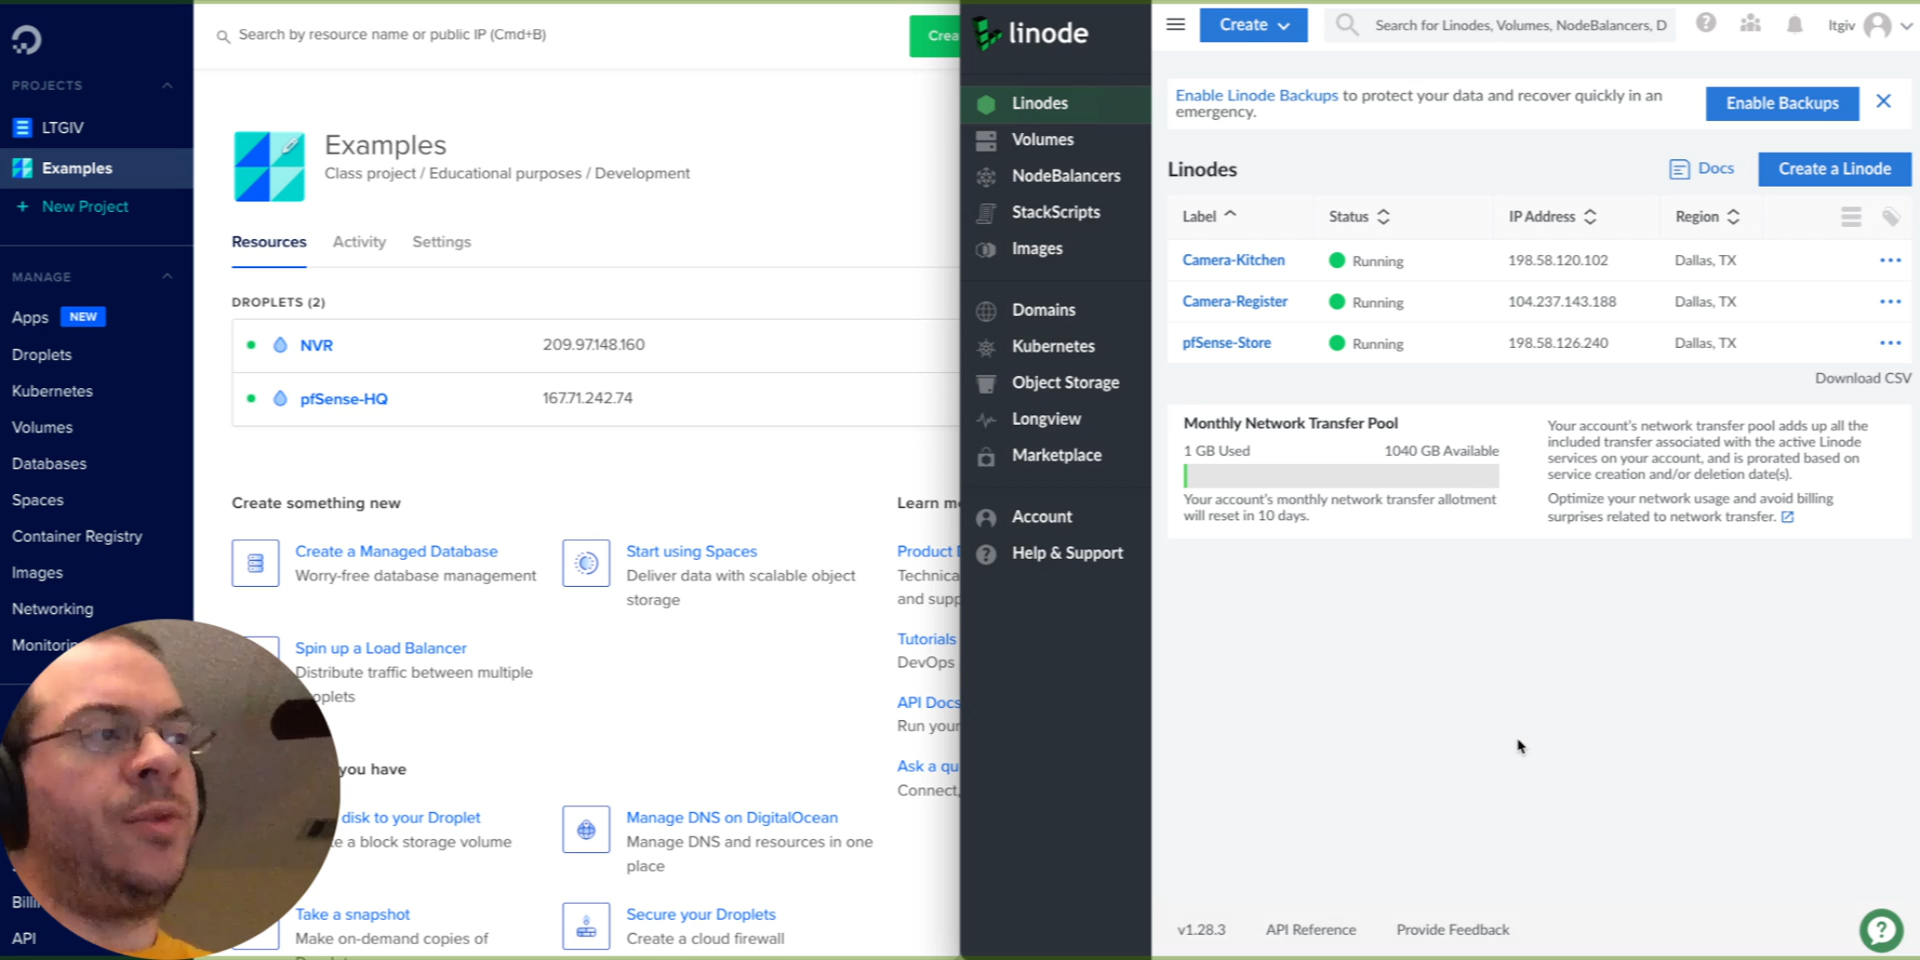 PROJECTS
LTGIV
Examples
+ New Project
MANAGE
Apps NEW
Droplets
Kubernetes
Volumes
Databases
Spaces
Container Registry
Images
Networking
API
Search by resource name or public IP (Cmd+B)
Examples
Class project / Educational purposes / Development
Resources Activity Settings
DROPLETS (2)
NVR 209.97.148.160
pfSense-HQ 167.71.242.74
Create something new
Create a Managed Database
Worry-free database management
Start using Spaces
Deliver data with scalable object
storage
Spin up a Load Balancer
Distribute traffic between multiple
you have
disk to your Droplet
a block storage volume
Manage DNS on DigitalOcean
Manage DNS and resources in one
place
Take a snapshot
Make on-demand copies of
Secure your Droplets
Create a cloud firewall
Learn
Product
and
Tutorials
DevOps
API Docs
Run your
Ask a
Connect,
linode
Linodes
Volumes
NodeBalancers
StackScripts
Images
Domains
Kubernetes
Object Storage
Longview
Marketplace
Account
Help & Support
Create
Search for Linodes, Volumes, NodeBalancers, D
ltgiv
Enable Linode Backups to protect your data and recover quickly in an
emergency.
Enable Backups
Linodes
Docs
Create a Linode
Label Status IP Address Region
Camera-Kitchen Running 198.58.120.102 Dallas, TX
Camera-Register Running 104.237.143.188 Dallas, TX
pfSense-Store Running 198.58.126.240 Dallas, TX
Download CSV
Monthly Network Transfer Pool
1 GB Used 1040 GB Available
Your account's monthly network transfer allotment
will reset in 10 days.
Your account's network transfer pool adds up all the
included transfer associated with the active Linode
services on your account, and is prorated based on
service creation and/or deletion date(s).
Optimize your network usage and avoid billing
surprises related to network transfer.
v1.28.3 API Reference Provide Feedback